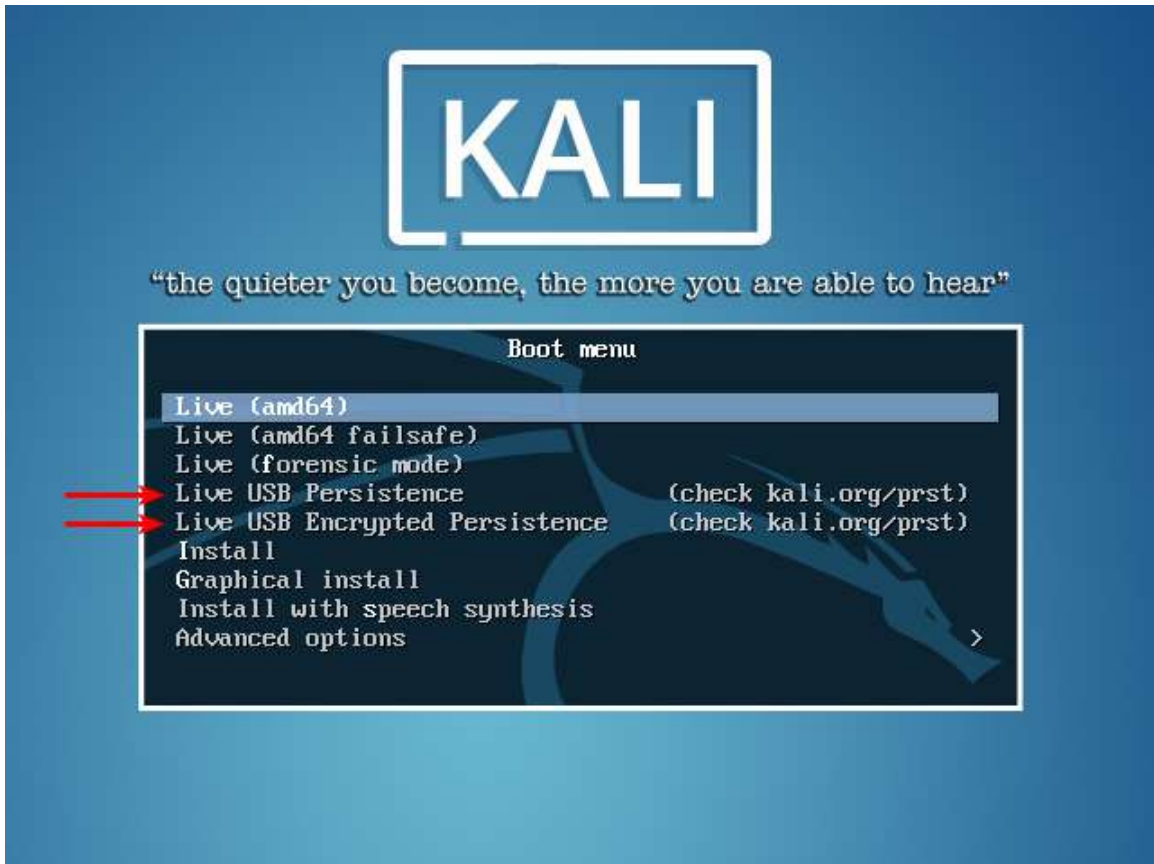 KALI
“the quieter you become, the more you are able to hear”
Boot menu
Live (amd64)
Live (amd64 failsafe)
Live (forensic mode)
Live USB Persistence (check kali.org/prst)
Live USB Encrypted Persistence (check kali.org/prst)
Install
Graphical install
Install with speech synthesis
Advanced options >